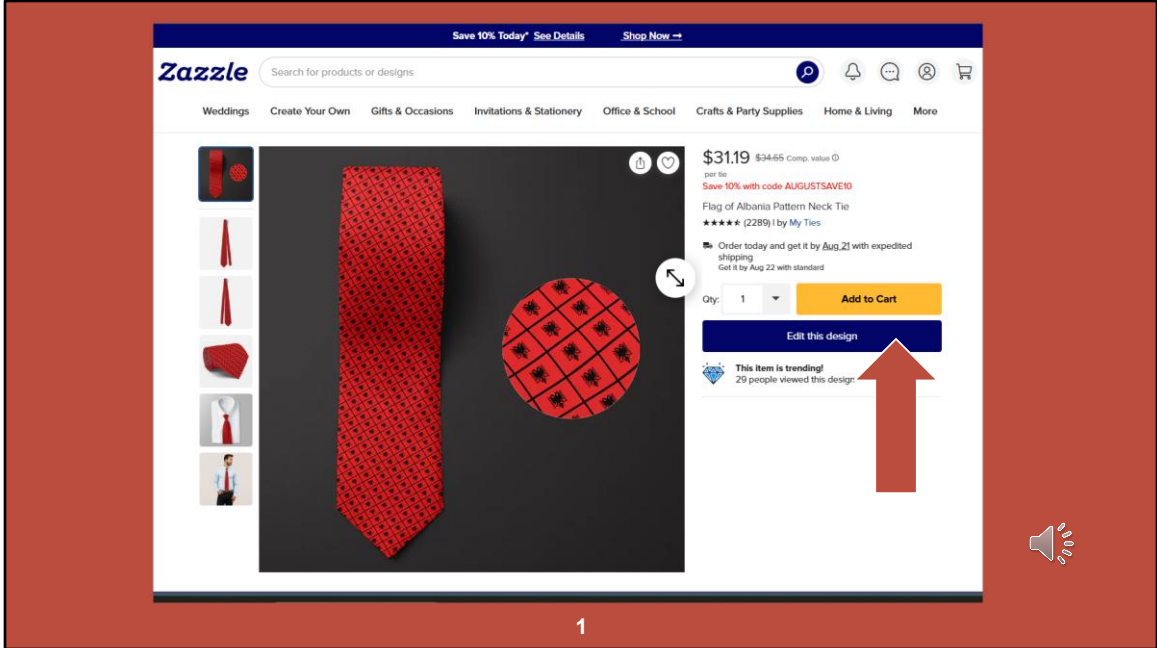 Save 10% Today* See Details Shop Now →
Zazzle Search for products or designs
Weddings Create Your Own Gifts & Occasions Invitations & Stationery Office & School Crafts & Party Supplies Home & Living More
$31.19 $34.65 Comp. value
per tie
Save 10% with code AUGUSTSAVE10
Flag of Albania Pattern Neck Tie
(2289) | by My Ties
Order today and get it by Aug 21 with expedited
shipping
Get it by Aug 22 with standard
Qty: 1 Add to Cart
Edit this design
This item is trending!
29 people viewed this design
1